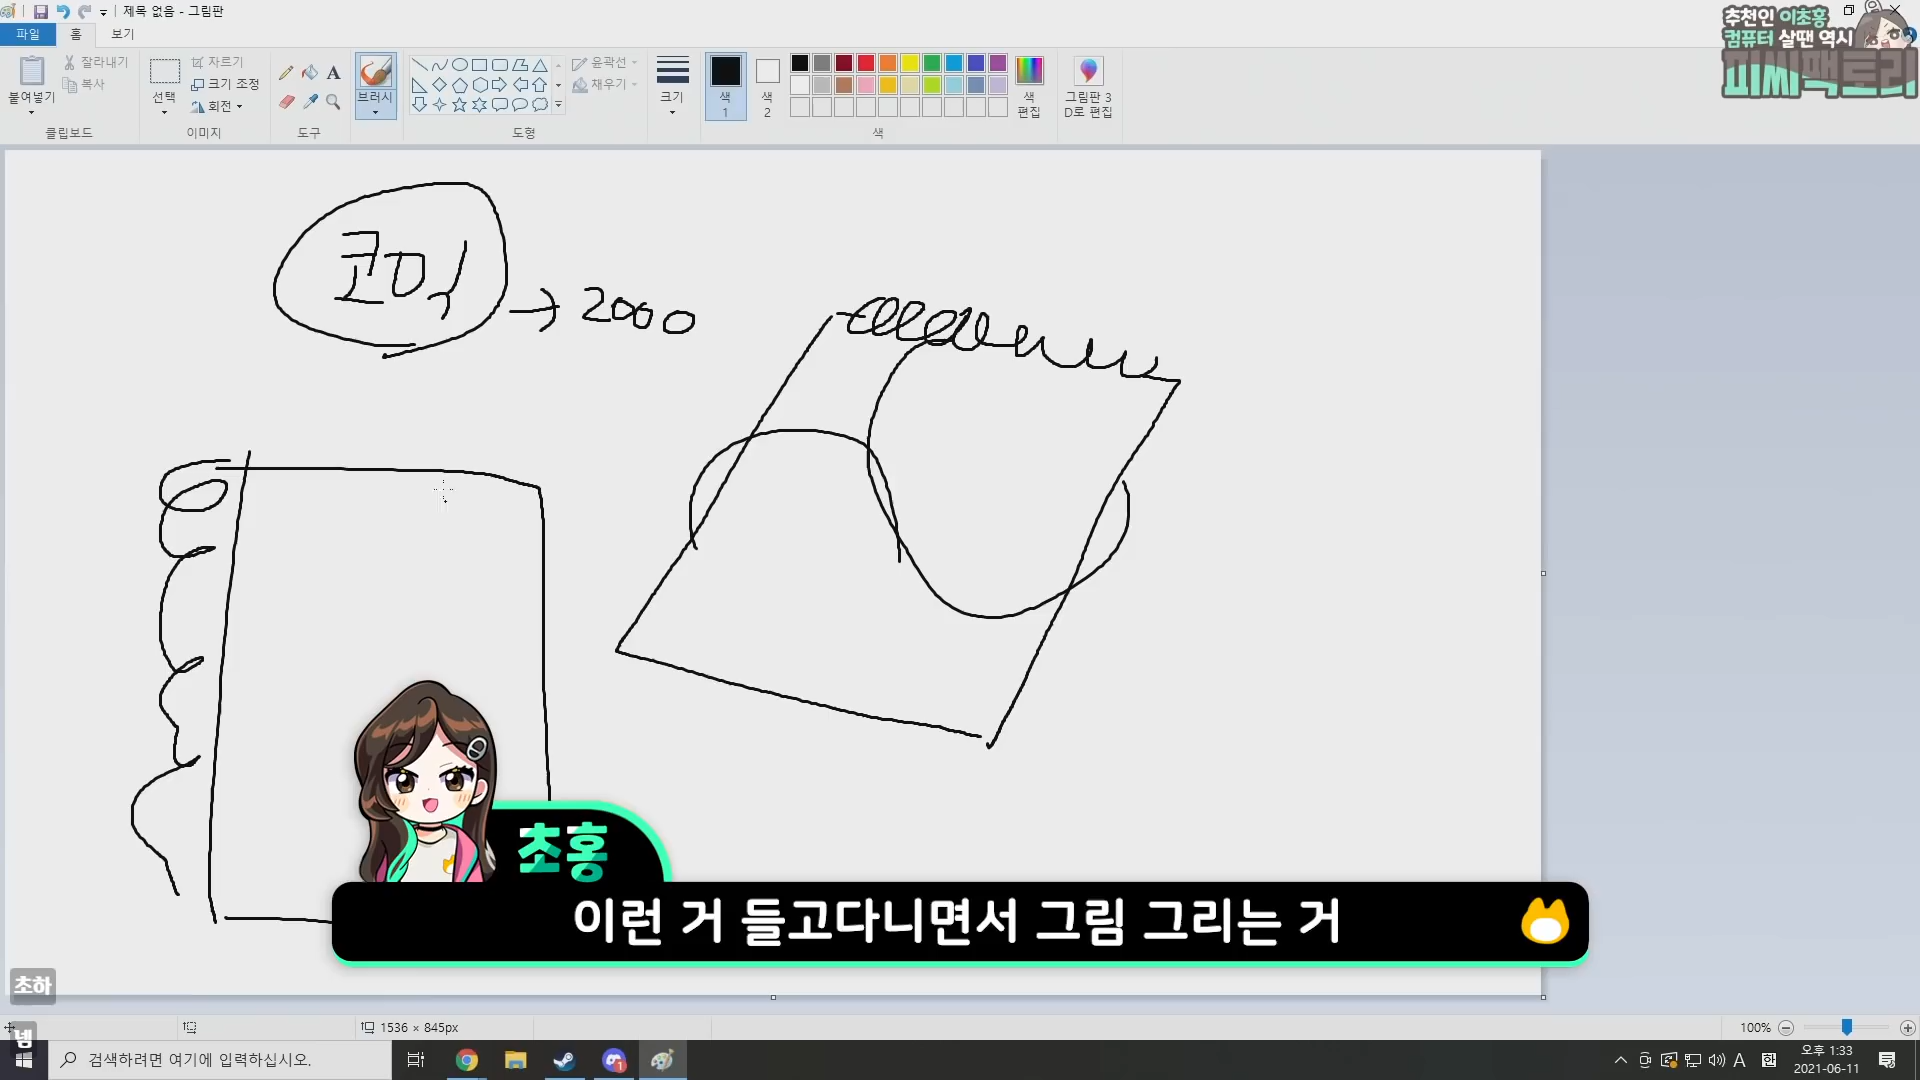 제목 없음 - 그림판
추천인 이초홍
컴퓨터 살땐 역시
피씨팩토리
파일
홈
보기
붙여넣기
잘라내기
복사
클립보드
선택
자르기
크기 조정
회전
이미지
A
도구
브러시
윤곽선
채우기
도형
크기
색
1
색
2
색
색
편집
그림판 3
D로 편집
코믹
2000
초홍
이런 거 들고다니면서 그림 그리는 거
초하
넴
1536 × 845px
100%
검색하려면 여기에 입력하십시오.
1
A
한
오후 1:33
2021-06-11